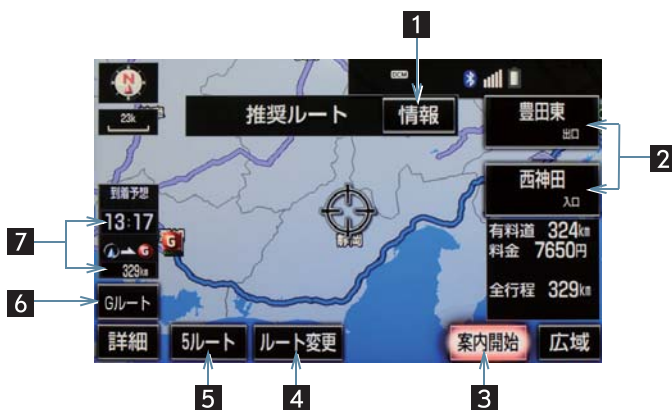 1
DCM
N
23k
推奨ルート 情報
豊田東
出口
2
西神田
入口
到着予想
13:17
7
G
G
329km
静岡
有料道 324km
料金 7650円
全行程 329km
6
Gルート
詳細 5ルート ルート変更 案内開始 広域
5 4 3